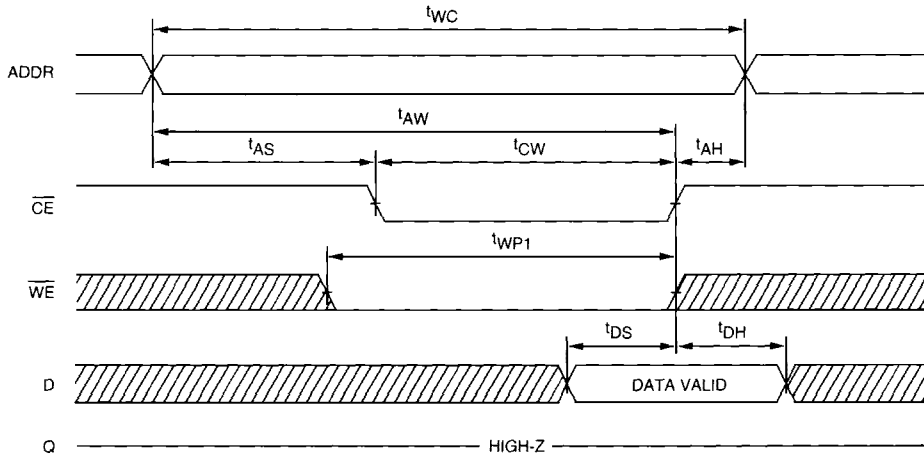 tWC
ADDR
tAW
tAS tCW tAH
CE
tWP1
WE
tDS tDH
D DATA VALID
Q HIGH-Z